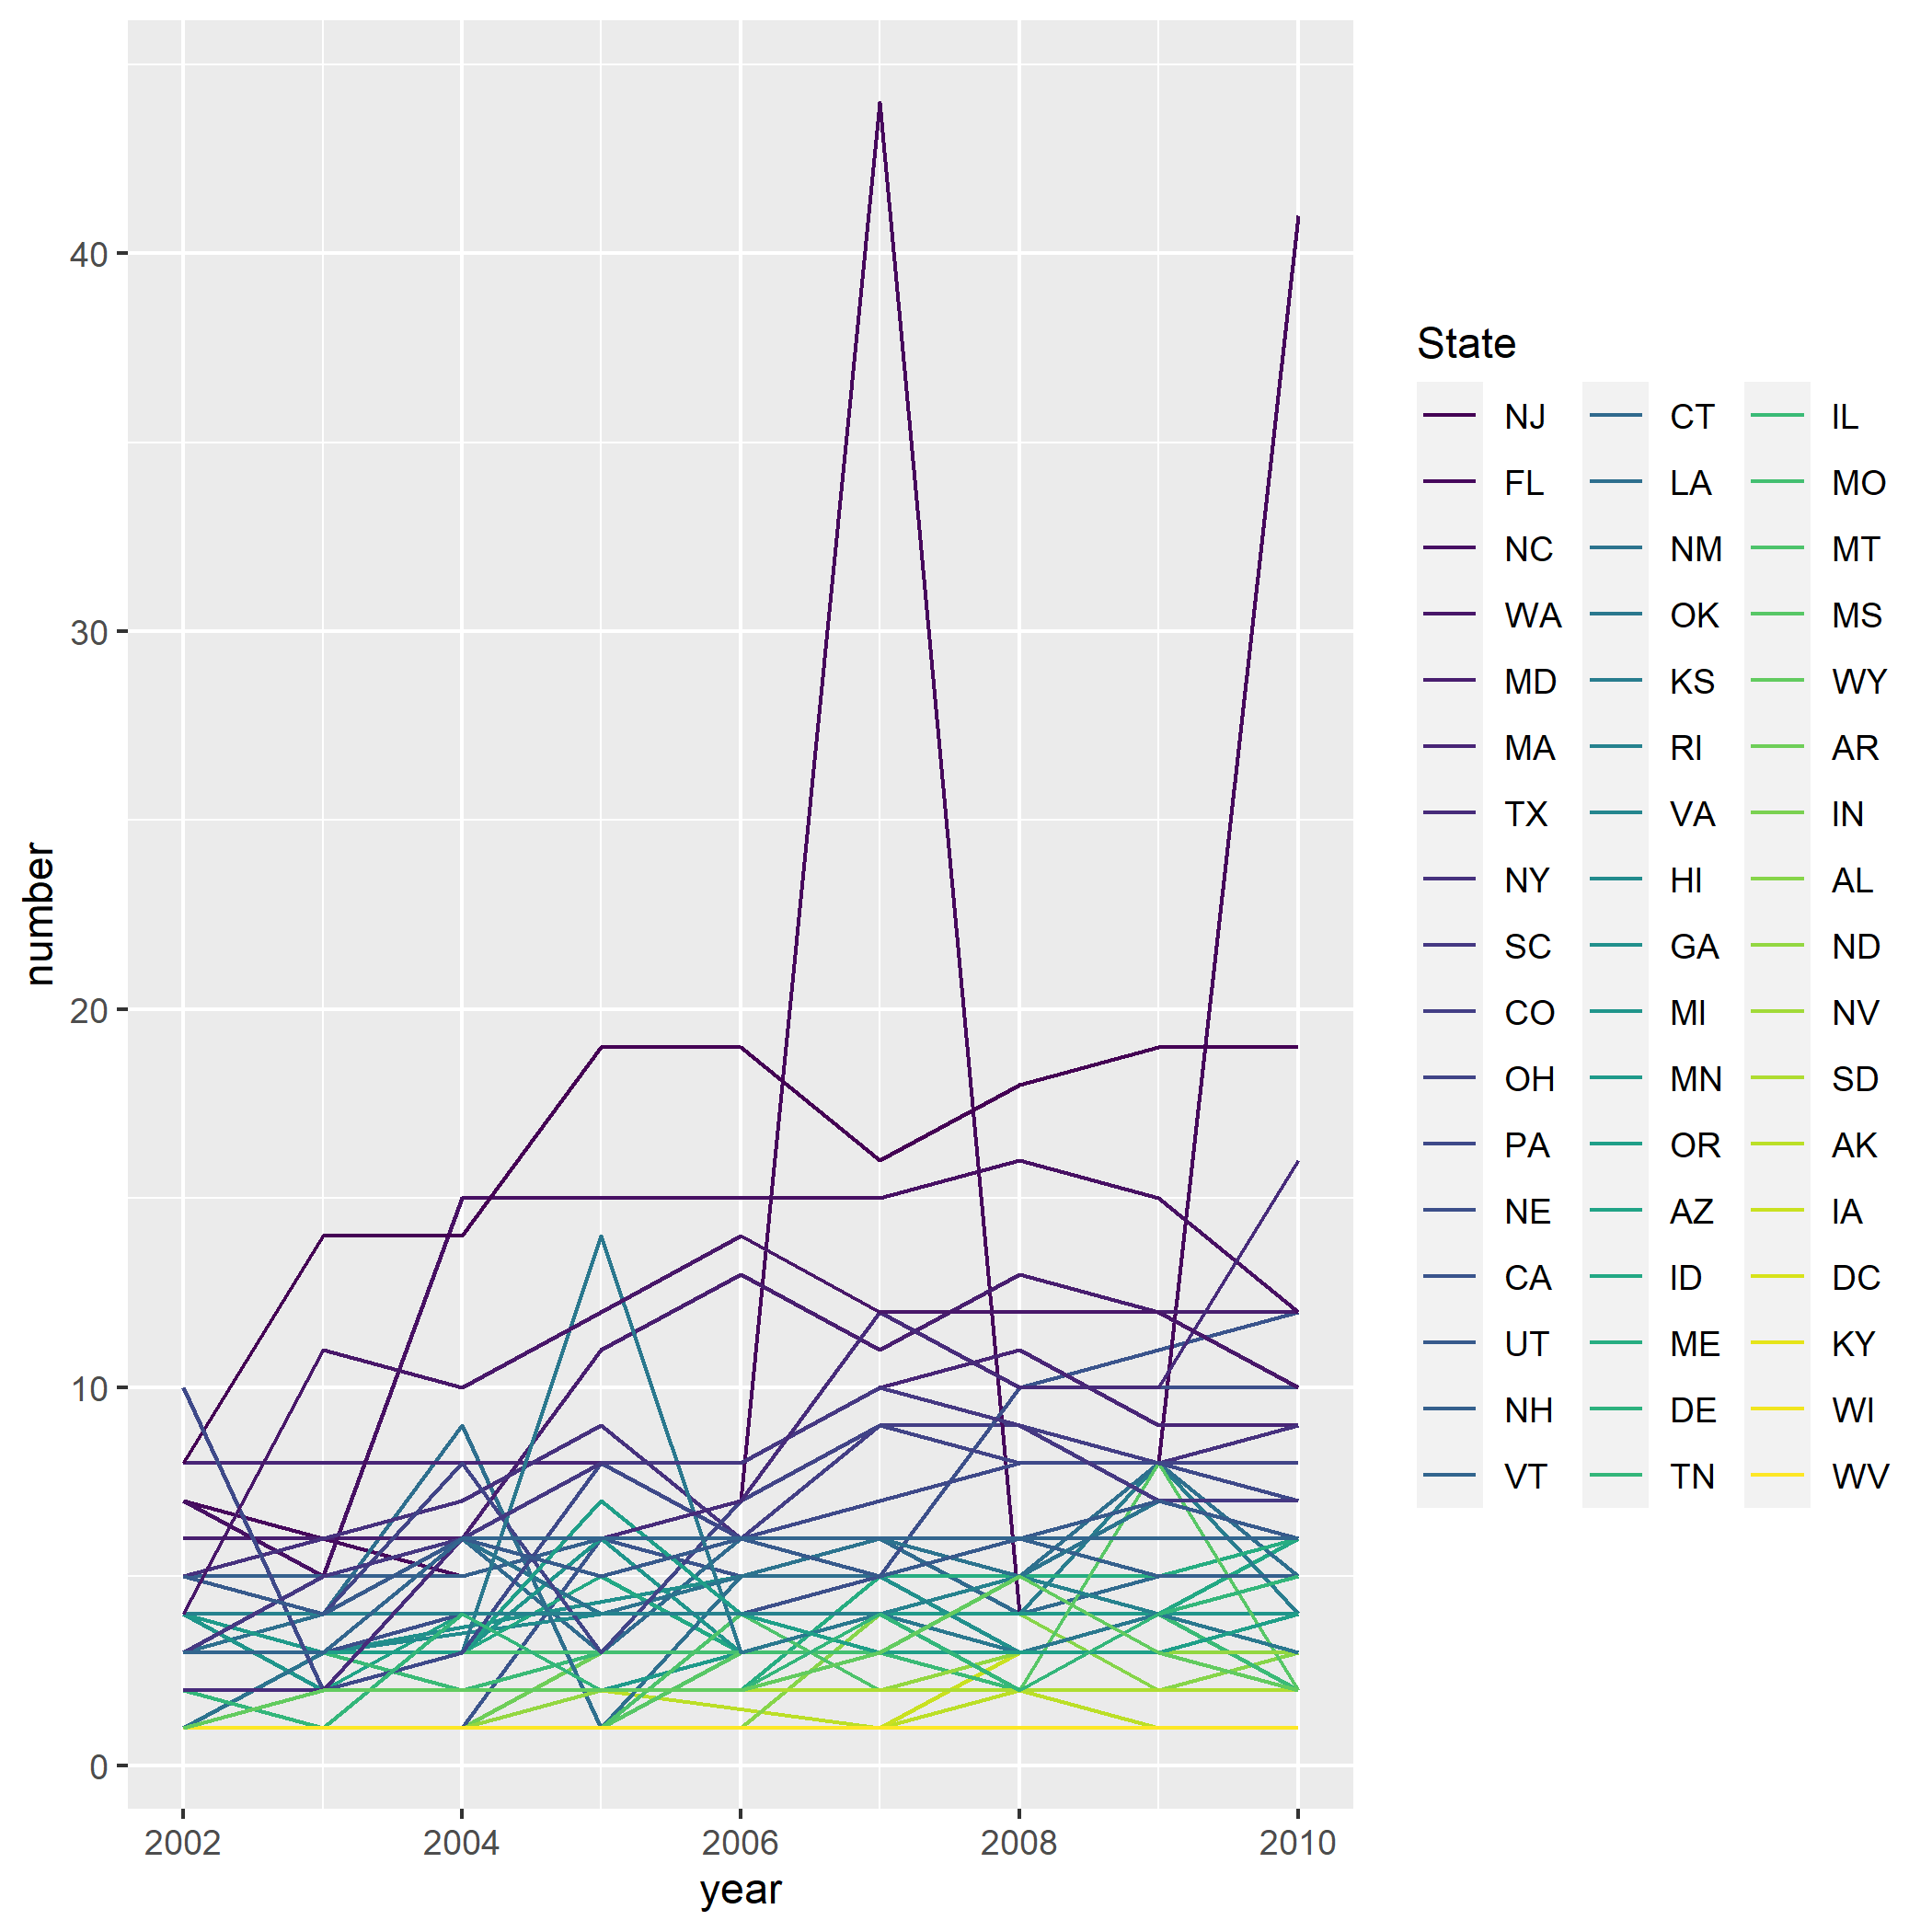 number
40
30
20
10
0
2002 2004 2006 2008 2010
year
State
NJ CT IL
FL LA MO
NC NM MT
WA OK MS
MD KS WY
MA RI AR
TX VA IN
NY HI AL
SC GA ND
CO MI NV
OH MN SD
PA OR AK
NE AZ IA
CA ID DC
UT ME KY
NH DE WI
VT TN WV